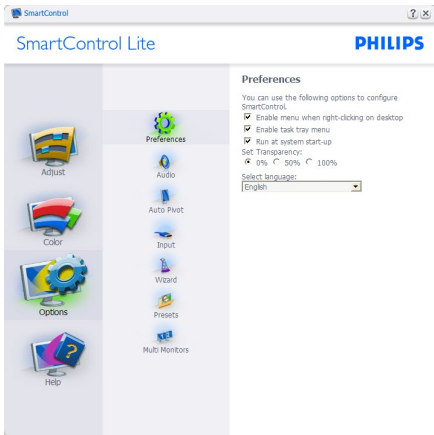 SmartControl
SmartControl Lite
PHILIPS
Adjust
Color
Options
Help
Preferences
Audio
Auto Pivot
Input
Wizard
Presets
Multi Monitors
Preferences
You can use the following options to configure
SmartControl.
Enable menu when right-clicking on desktop
Enable task tray menu
Run at system start-up
Set Transparency:
0% 50% 100%
Select language:
English